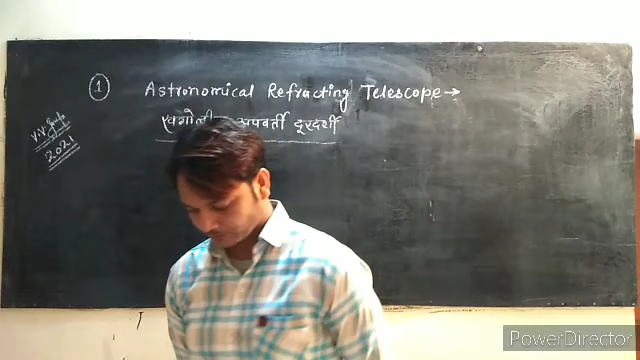 1 Astronomical Refracting Telescope →
खगोली अपवर्ती दूरदर्शी
2021
PowerDirector